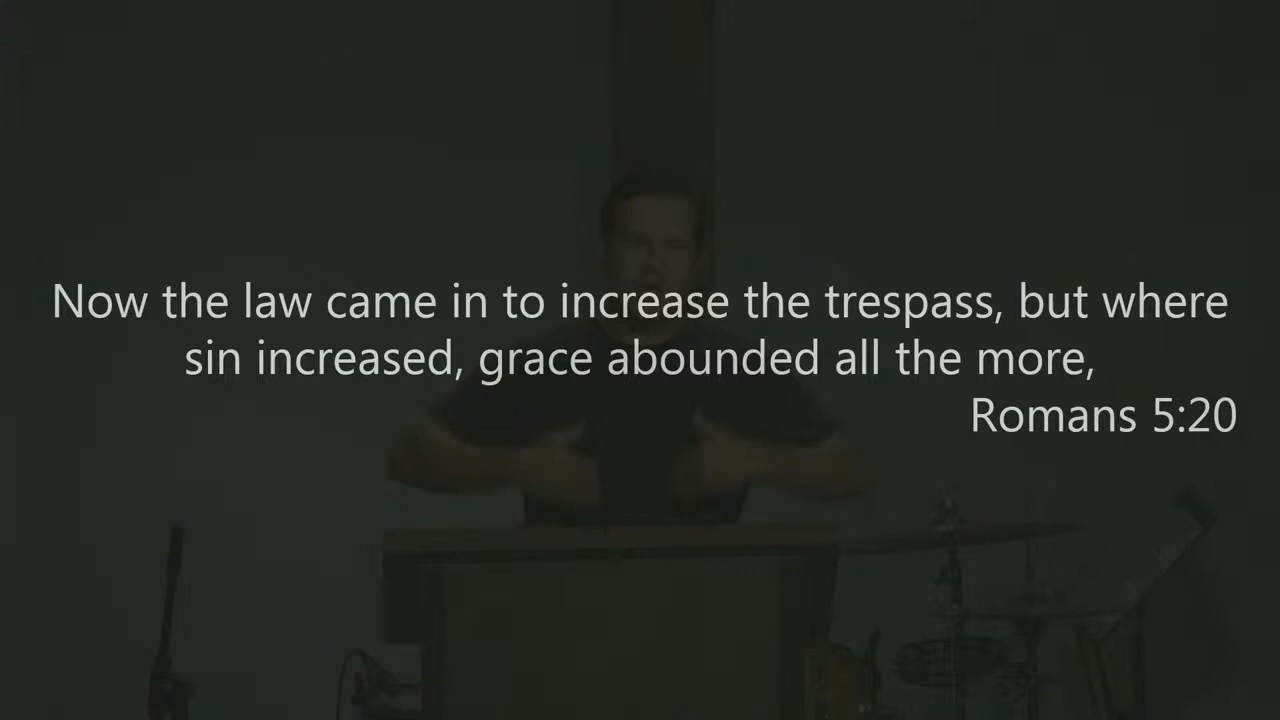 Now the law came in to increase the trespass, but where
sin increased, grace abounded all the more,
Romans 5:20